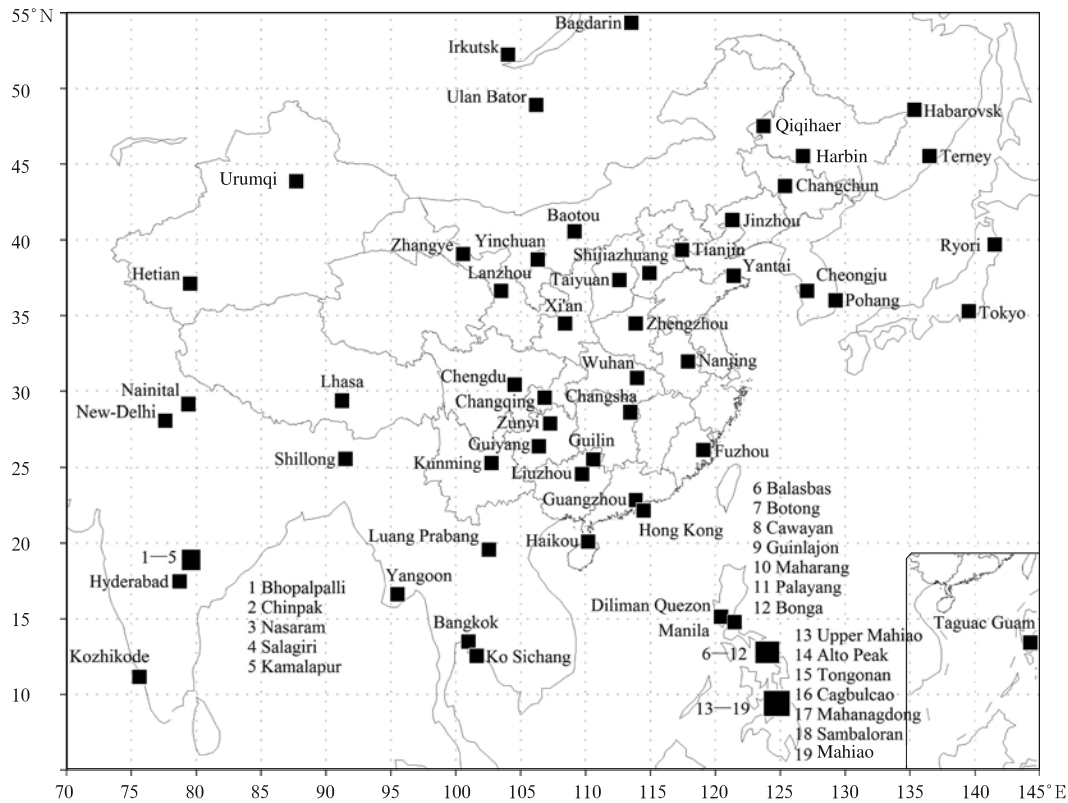 55°N
Bagdarin
Irkutsk
50
Ulan Bator
Habarovsk
Qiqihaer
45
Harbin
Terney
Urumqi
Changchun
Baotou
Jinzhou
40
Zhangye
Yinchuan
Shijiazhuang
Tianjin
Ryori
Hetian
Lanzhou
Taiyuan
Yantai
Cheongju
Pohang
35
Xi'an
Zhengzhou
Tokyo
Wuhan
Nanjing
30
Nainital
Lhasa
Chengdu
Changqing
Changsha
New-Delhi
Zunyi
Guiyang
Guilin
Fuzhou
25
Shillong
Kunming
Liuzhou
Guangzhou
Hong Kong
6 Balasbas
7 Botong
8 Cawayan
9 Guinlajon
10 Maharang
11 Palayang
12 Bonga
20
1—5
Luang Prabang
Haikou
Hyderabad
Yangoon
1 Bhopalpalli
2 Chinpak
3 Nasaram
4 Salagiri
5 Kamalapur
15
Diliman Quezon
Manila
Taguac Guam
Bangkok
Ko Sichang
Kozhikode
6—12
13 Upper Mahiao
14 Alto Peak
15 Tongonan
16 Cagbulcao
17 Mahanagdong
18 Sambaloran
19 Mahiao
10
13—19
70 75 80 85 90 95 100 105 110 115 120 125 130 135 140 145°E